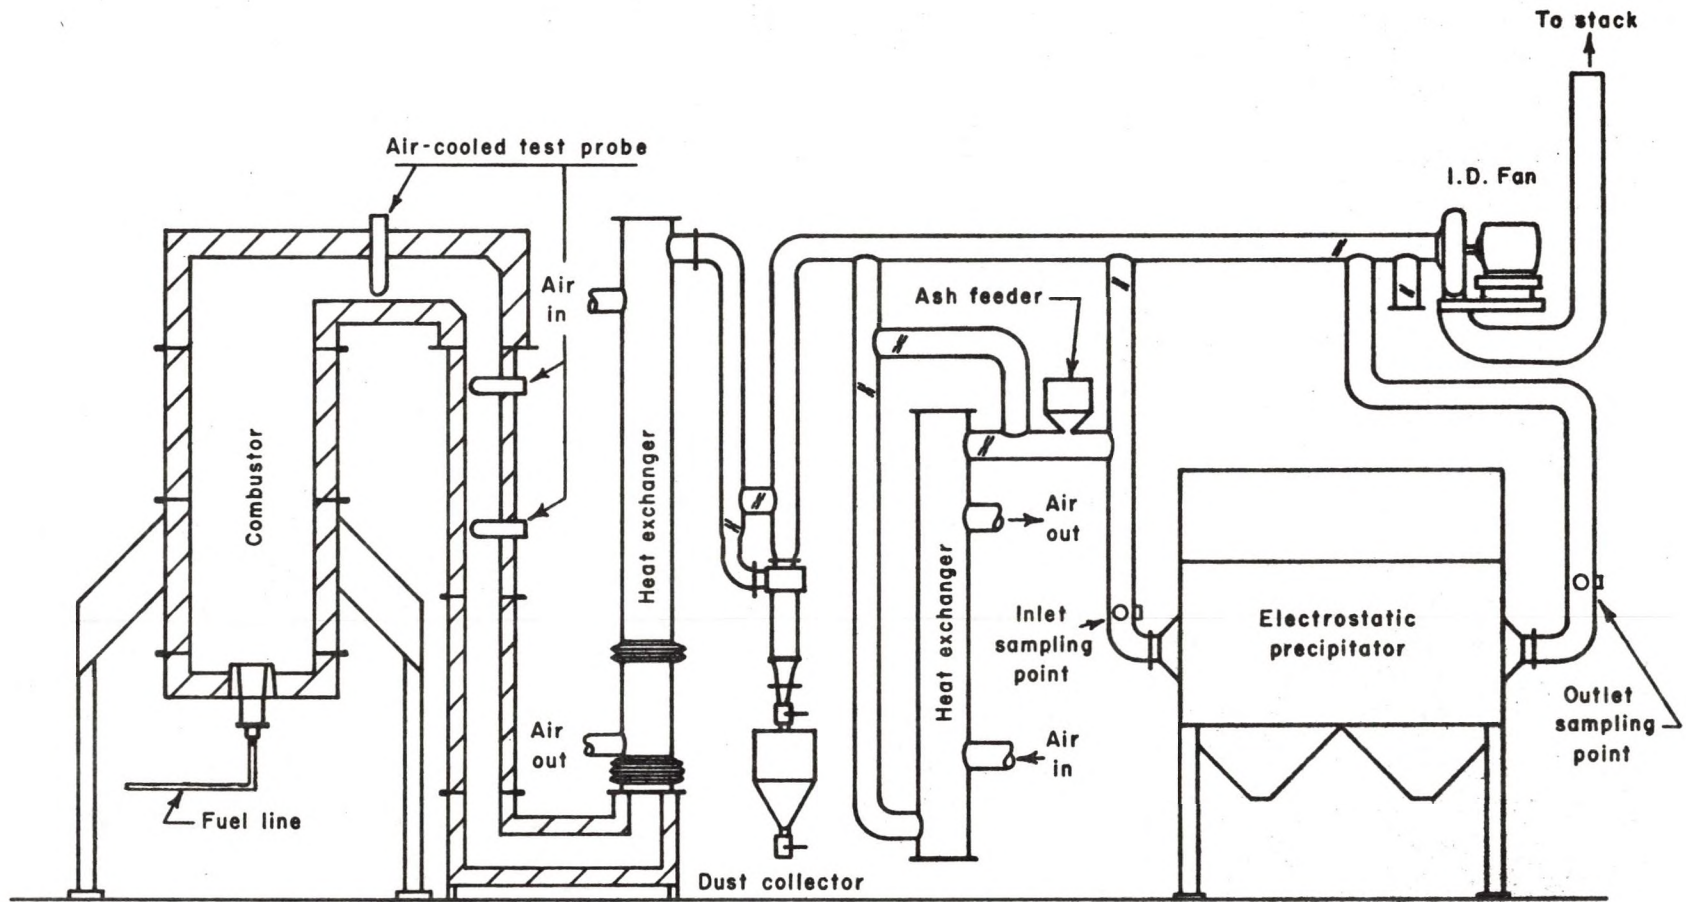 To stack
Air-cooled test probe
I.D. Fan
Air
in
Ash feeder
Combustor
Heat exchanger
Air
out
Heat exchanger
Inlet
sampling
point
Electrostatic
precipitator
Outlet
sampling
point
Air
out
Air
in
Fuel line
Dust collector